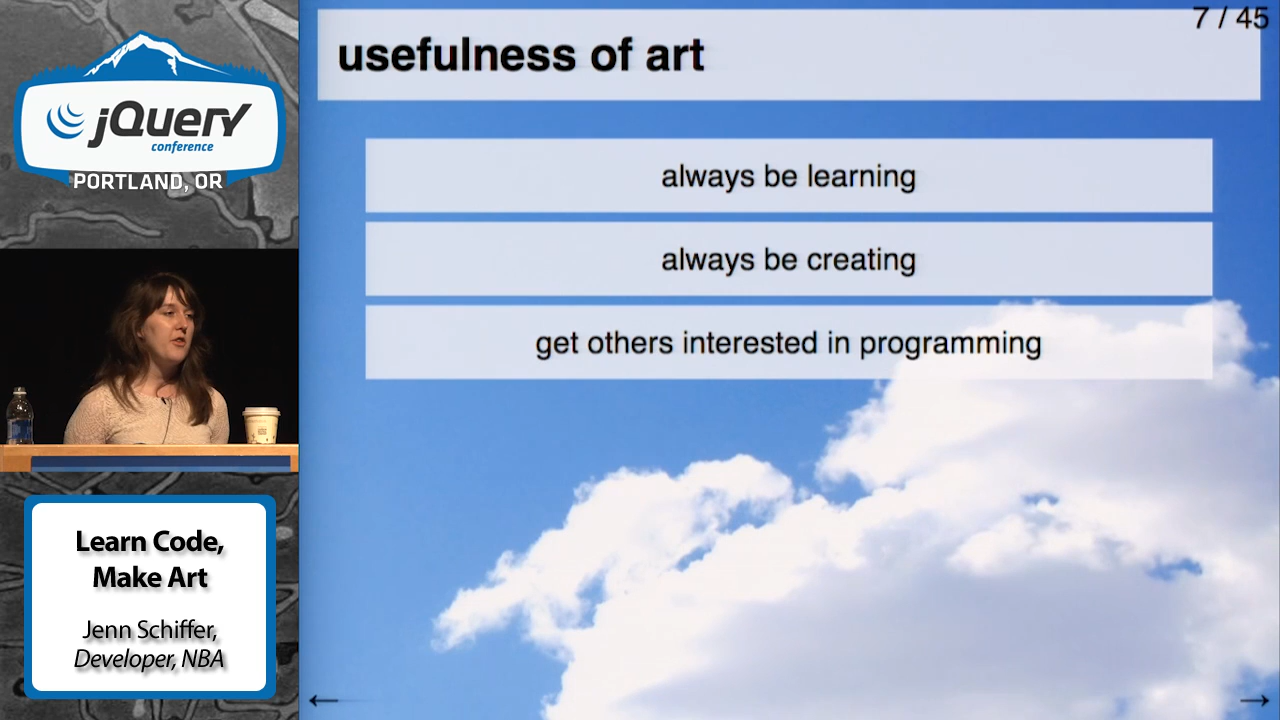 jQuery
conference
PORTLAND, OR
Learn Code,
Make Art
Jenn Schiffer,
Developer, NBA
7 / 45
usefulness of art
always be learning
always be creating
get others interested in programming